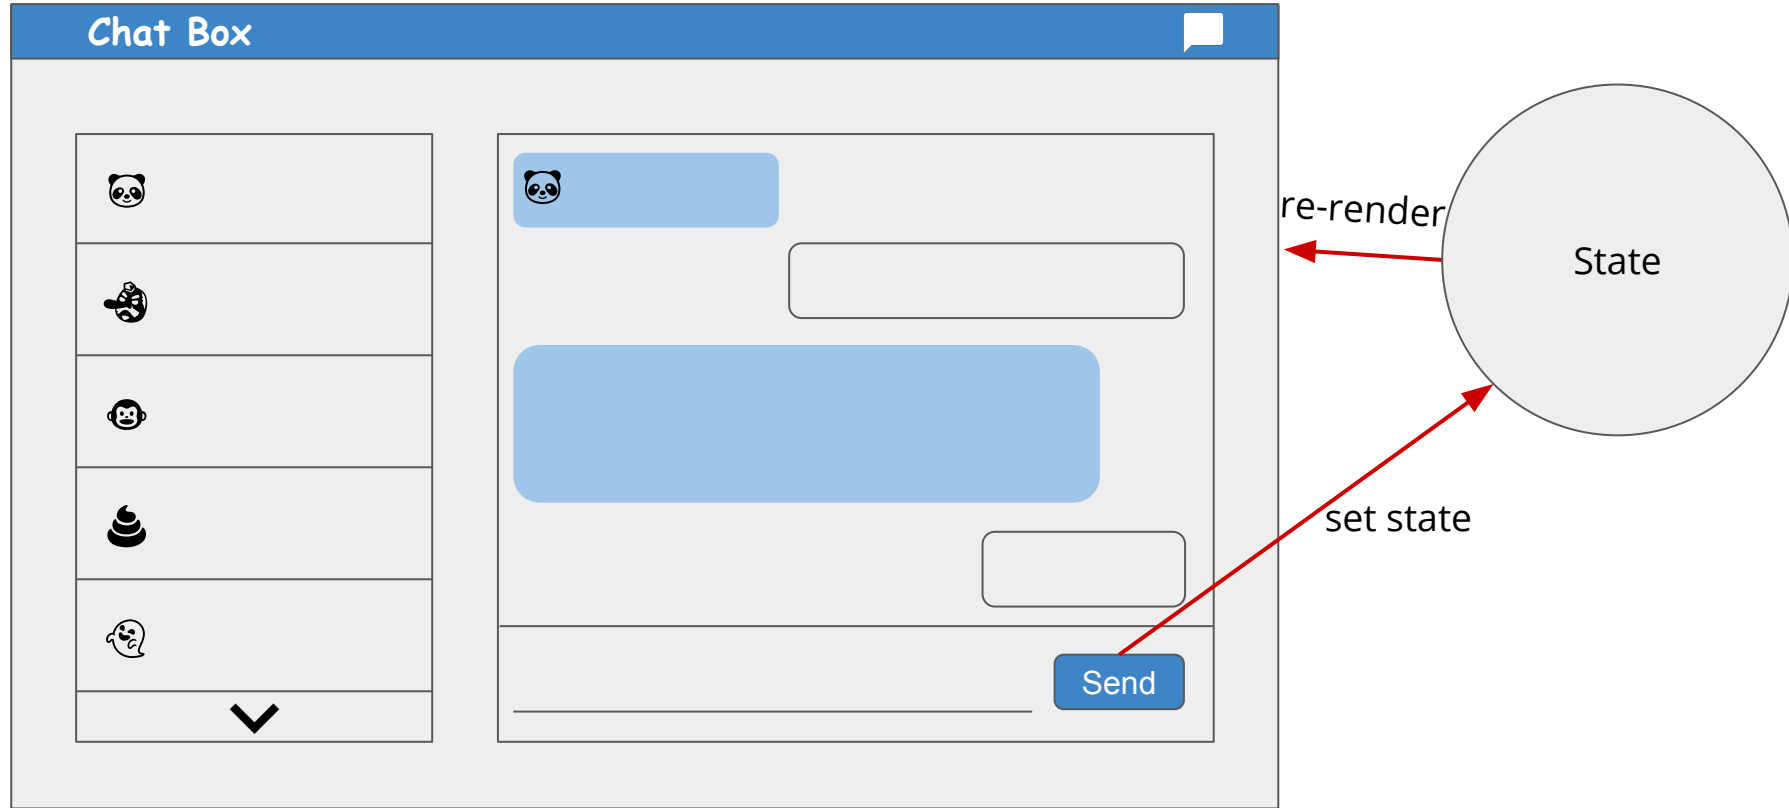 Chat Box
re-render
State
set state
Send